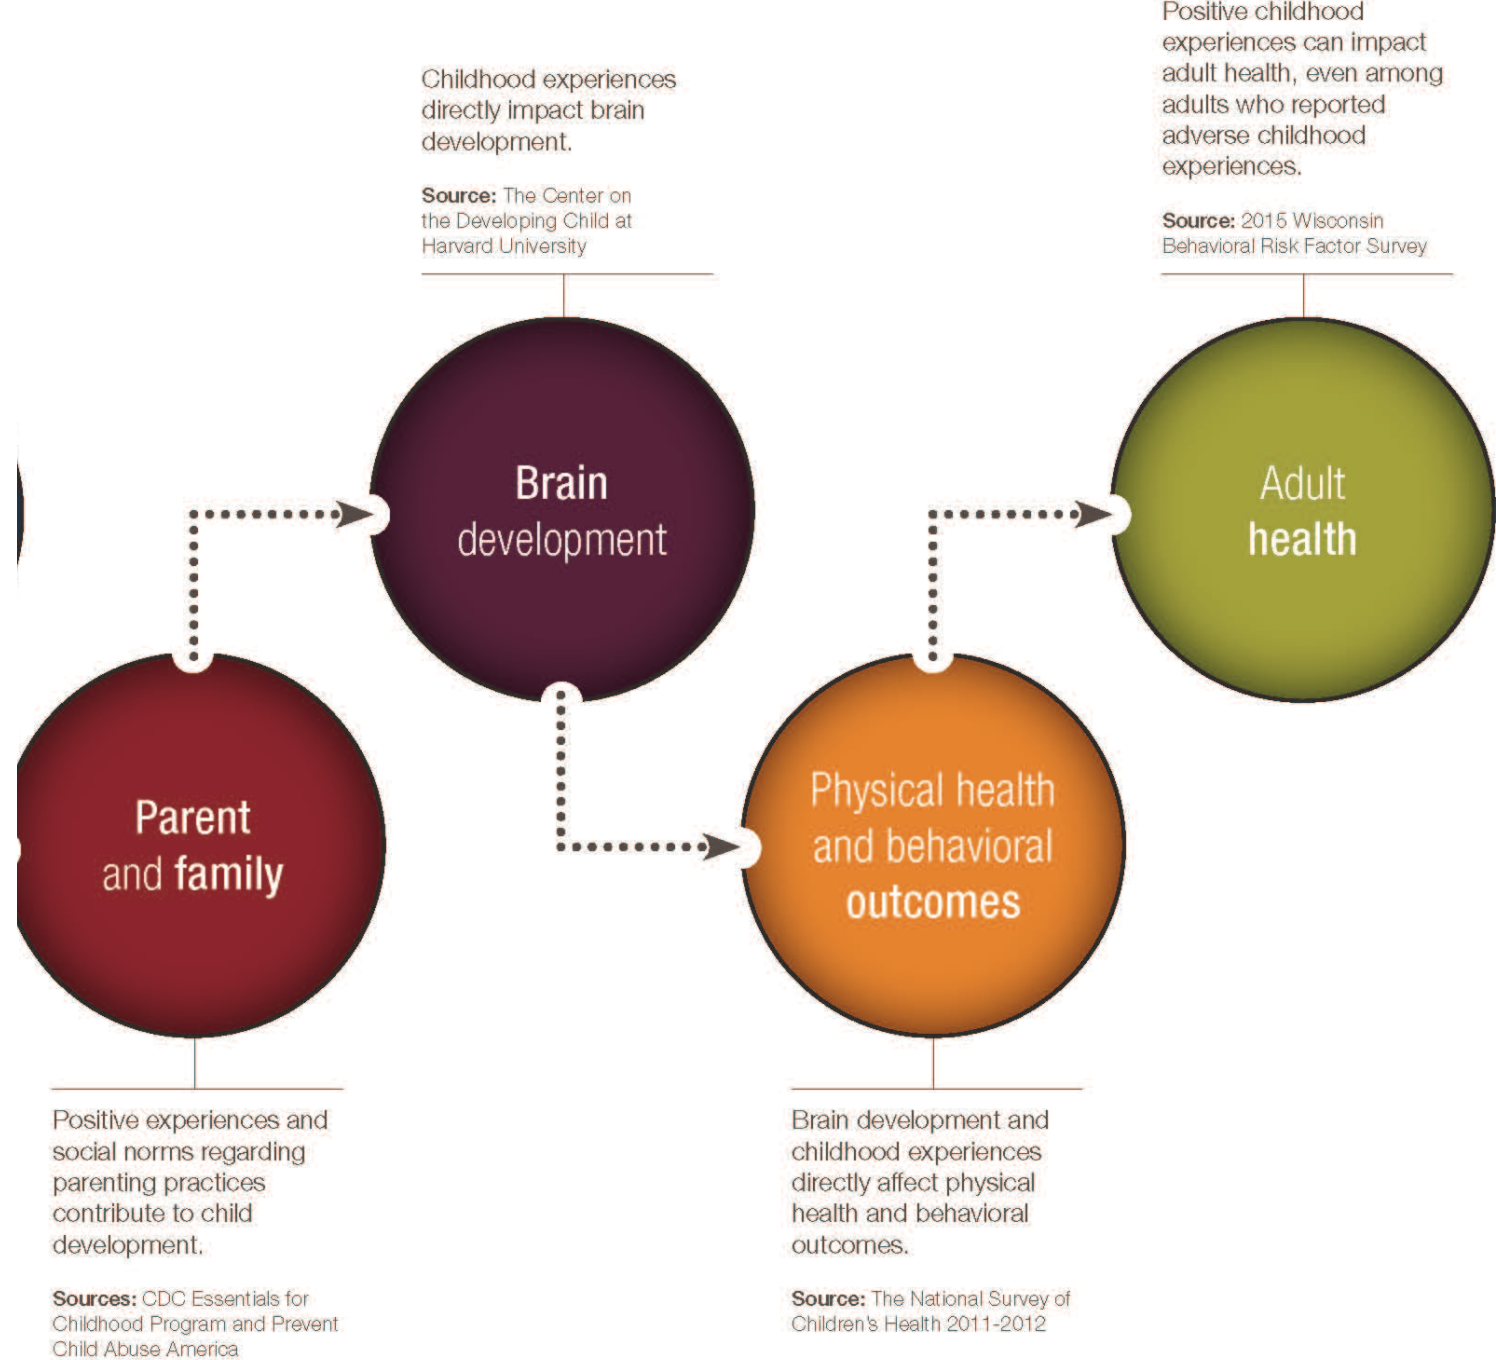 Positive childhood
experiences can impact
adult health, even among
adults who reported
adverse childhood
experiences.
Source: 2015 Wisconsin
Behavioral Risk Factor Survey
Childhood experiences
directly impact brain
development.
Source: The Center on
the Developing Child at
Harvard University
Brain
development
Adult
health
Parent
and family
Physical health
and behavioral
outcomes
Positive experiences and
social norms regarding
parenting practices
contribute to child
development.
Sources: CDC Essentials for
Childhood Program and Prevent
Child Abuse America
Brain development and
childhood experiences
directly affect physical
health and behavioral
outcomes.
Source: The National Survey of
Children's Health 2011-2012